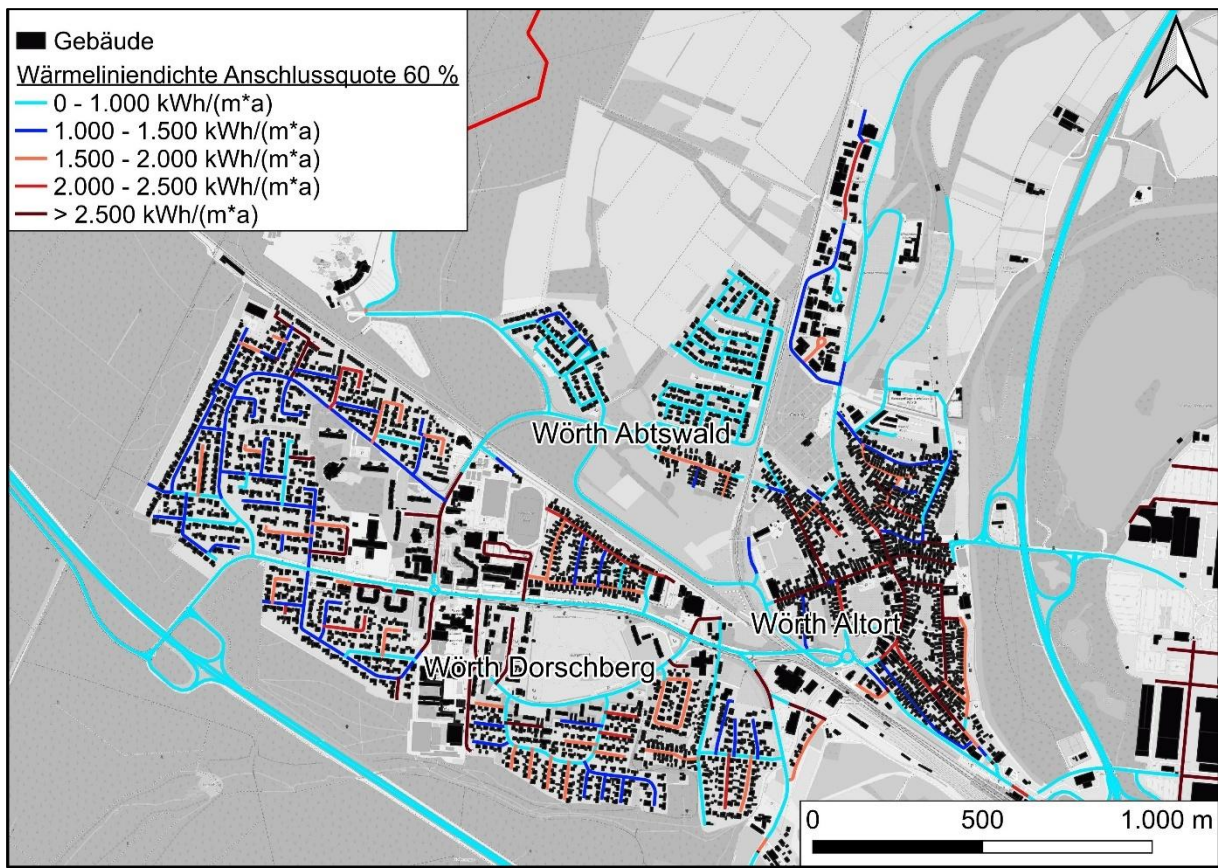 Gebäude
Wärmeliniendichte Anschlussquote 60 %
0 - 1.000 kWh/(m*a)
1.000 - 1.500 kWh/(m*a)
1.500 - 2.000 kWh/(m*a)
2.000 - 2.500 kWh/(m*a)
> 2.500 kWh/(m*a)
Wörth Abtswald
Wörth Altort
Wörth Dorschberg
0 500 1.000 m